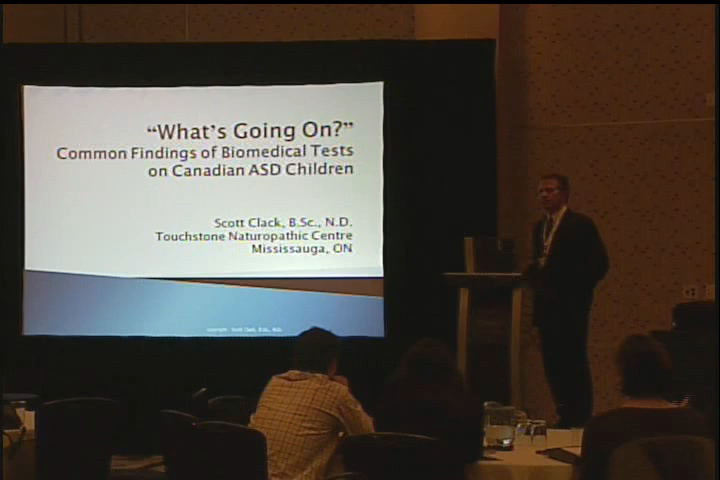 “What’s Going On?”
Common Findings of Biomedical Tests
on Canadian ASD Children
Scott Clack, B.Sc., N.D.
Touchstone Naturopathic Centre
Mississauga, ON